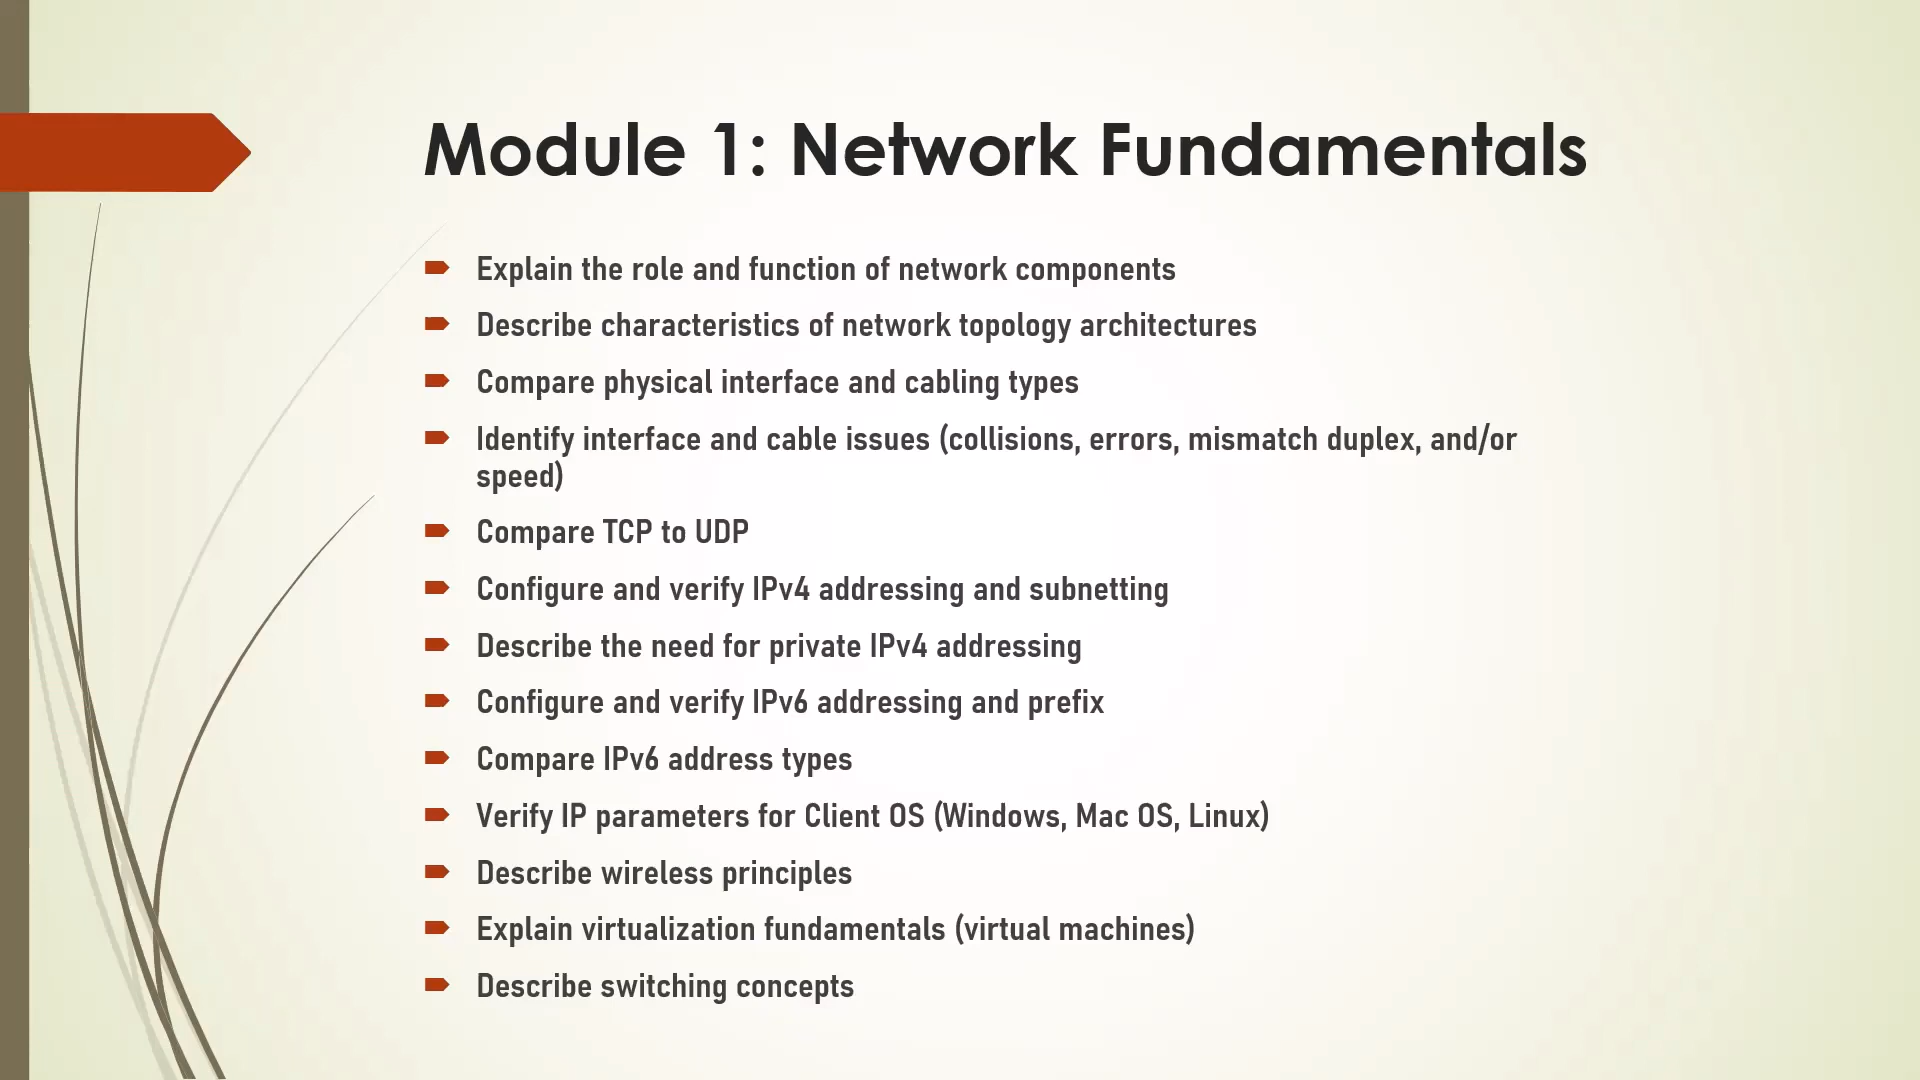 Module 1: Network Fundamentals
Explain the role and function of network components
Describe characteristics of network topology architectures
Compare physical interface and cabling types
Identify interface and cable issues (collisions, errors, mismatch duplex, and/or
speed)
Compare TCP to UDP
Configure and verify IPv4 addressing and subnetting
Describe the need for private IPv4 addressing
Configure and verify IPv6 addressing and prefix
Compare IPv6 address types
Verify IP parameters for Client OS (Windows, Mac OS, Linux)
Describe wireless principles
Explain virtualization fundamentals (virtual machines)
Describe switching concepts